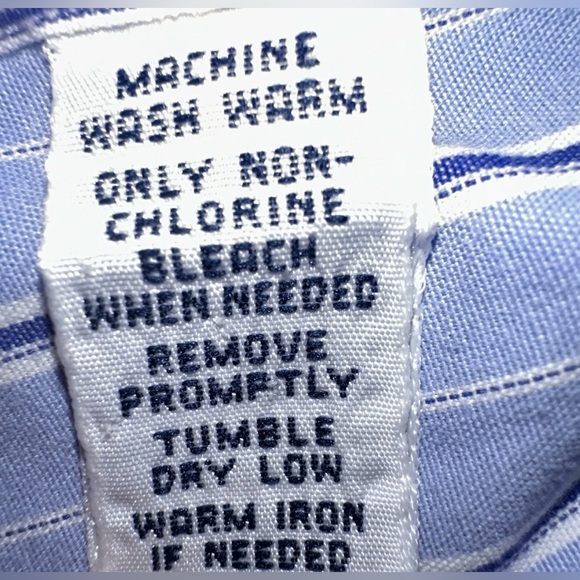 MACHINE
WASH WARM
ONLY NON-
CHLORINE
BLEACH
WHEN NEEDED
REMOVE
PROMPTLY
TUMBLE
DRY LOW
WARM IRON
IF NEEDED